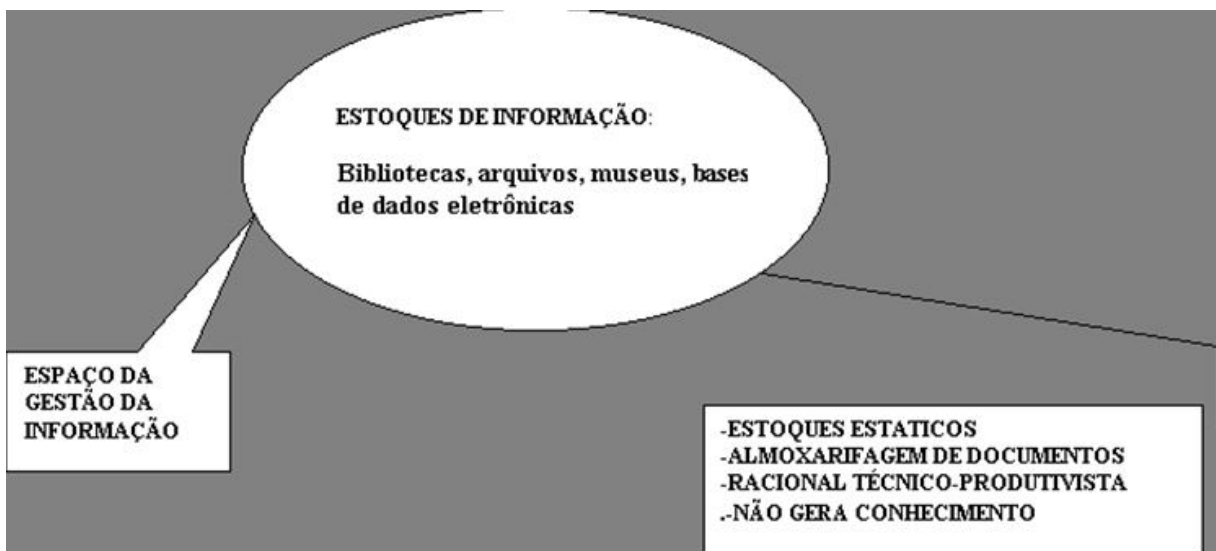 ESTOQUES DE INFORMAÇÃO:
Bibliotecas, arquivos, museus, bases
de dados eletrônicas
ESPAÇO DA
GESTÃO DA
INFORMAÇÃO
-ESTOQUES ESTATICOS
-ALMOXARIFAGEM DE DOCUMENTOS
-RACIONAL TÉCNICO-PRODUTIVISTA
.-NÃO GERA CONHECIMENTO